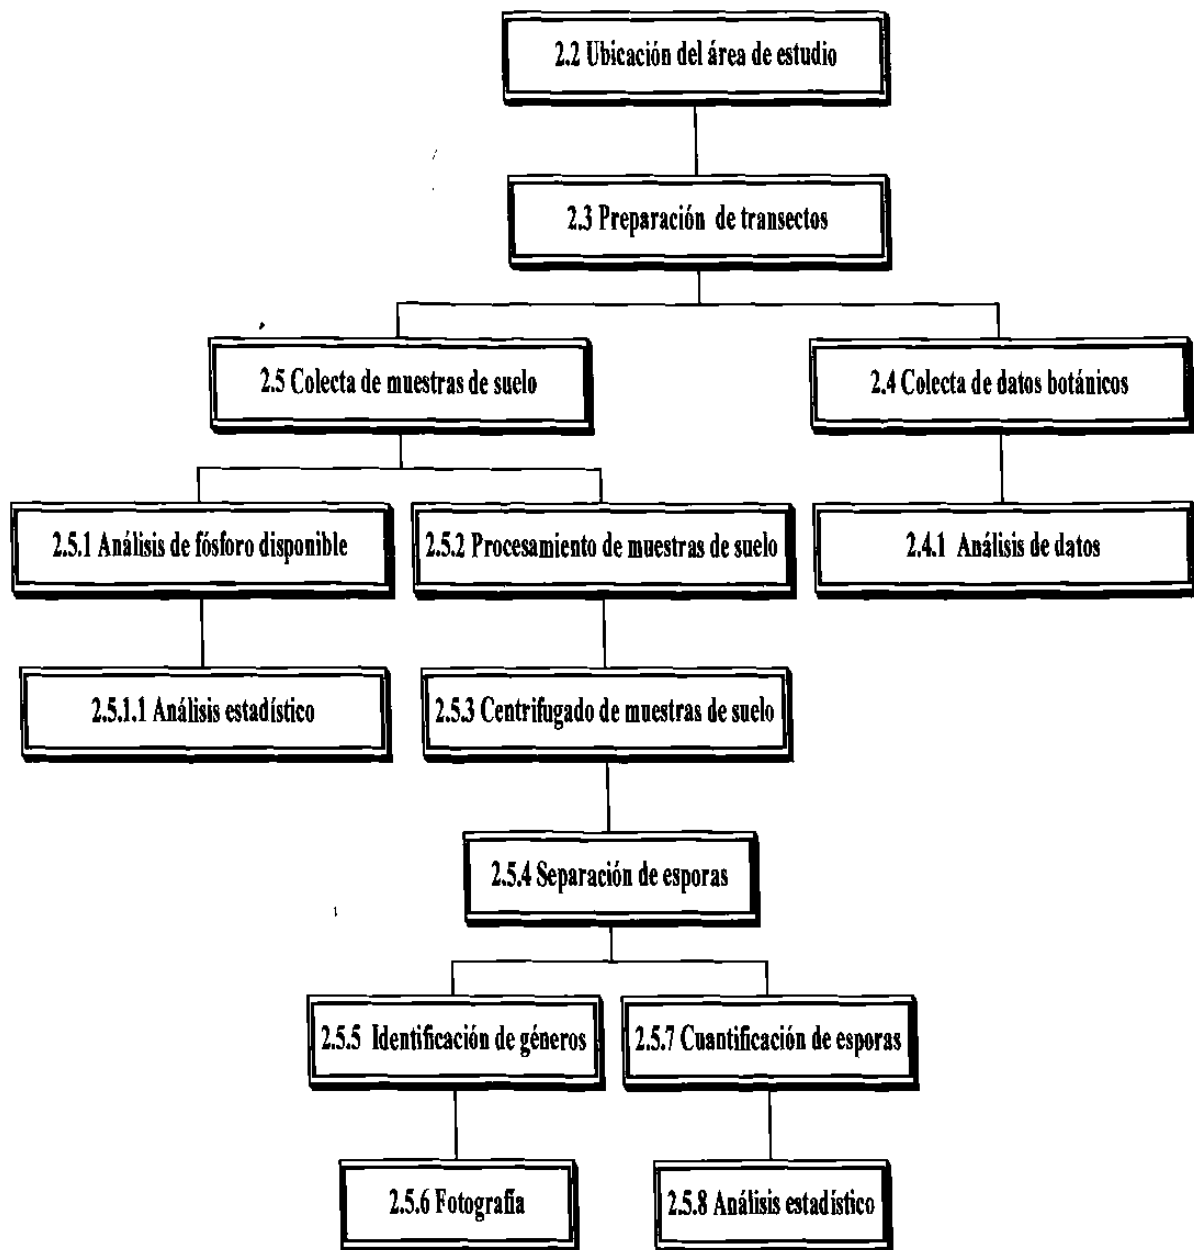 2.2 Ubicación del área de estudio
2.3 Preparación de transectos
2.5 Colecta de muestras de suelo
2.4 Colecta de datos botánicos
2.5.1 Análisis de fósforo disponible
2.5.2 Procesamiento de muestras de suelo
2.4.1 Análisis de datos
2.5.1.1 Análisis estadístico
2.5.3 Centrifugado de muestras de suelo
2.5.4 Separación de esporas
2.5.5 Identificación de géneros
2.5.7 Cuantificación de esporas
2.5.6 Fotografía
2.5.8 Análisis estadístico